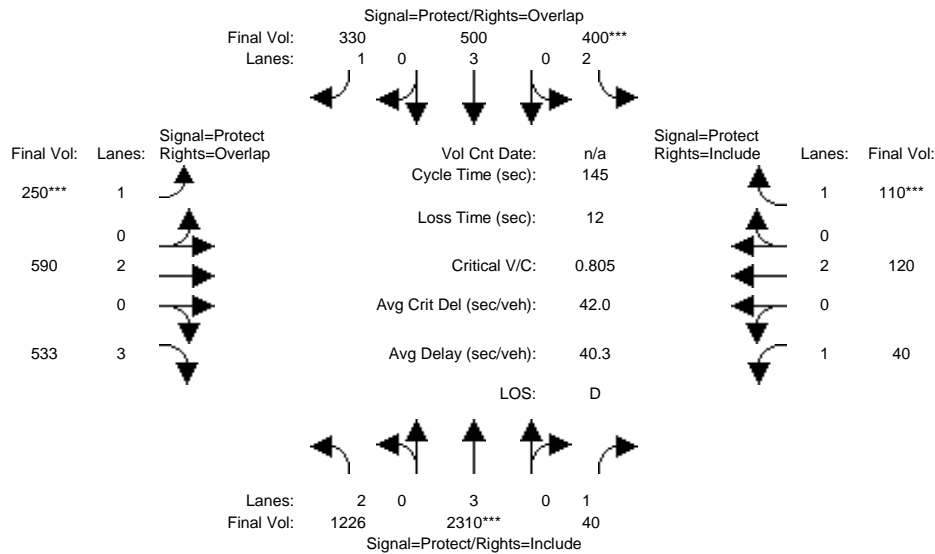 Signal=Protect/Rights=Overlap
Final Vol: 330 500 400***
Lanes: 1 0 3 0 2
Signal=Protect Signal=Protect
Final Vol: Lanes: Rights=Overlap Vol Cnt Date: n/a Rights=Include Lanes: Final Vol:
Cycle Time (sec): 145
250*** 1 1 110***
Loss Time (sec): 12
0 0
590 2 Critical V/C: 0.805 2 120
0 Avg Crit Del (sec/veh): 42.0 0
533 3 Avg Delay (sec/veh): 40.3 1 40
LOS: D
Lanes: 2 0 3 0 1
Final Vol: 1226 2310*** 40
Signal=Protect/Rights=Include